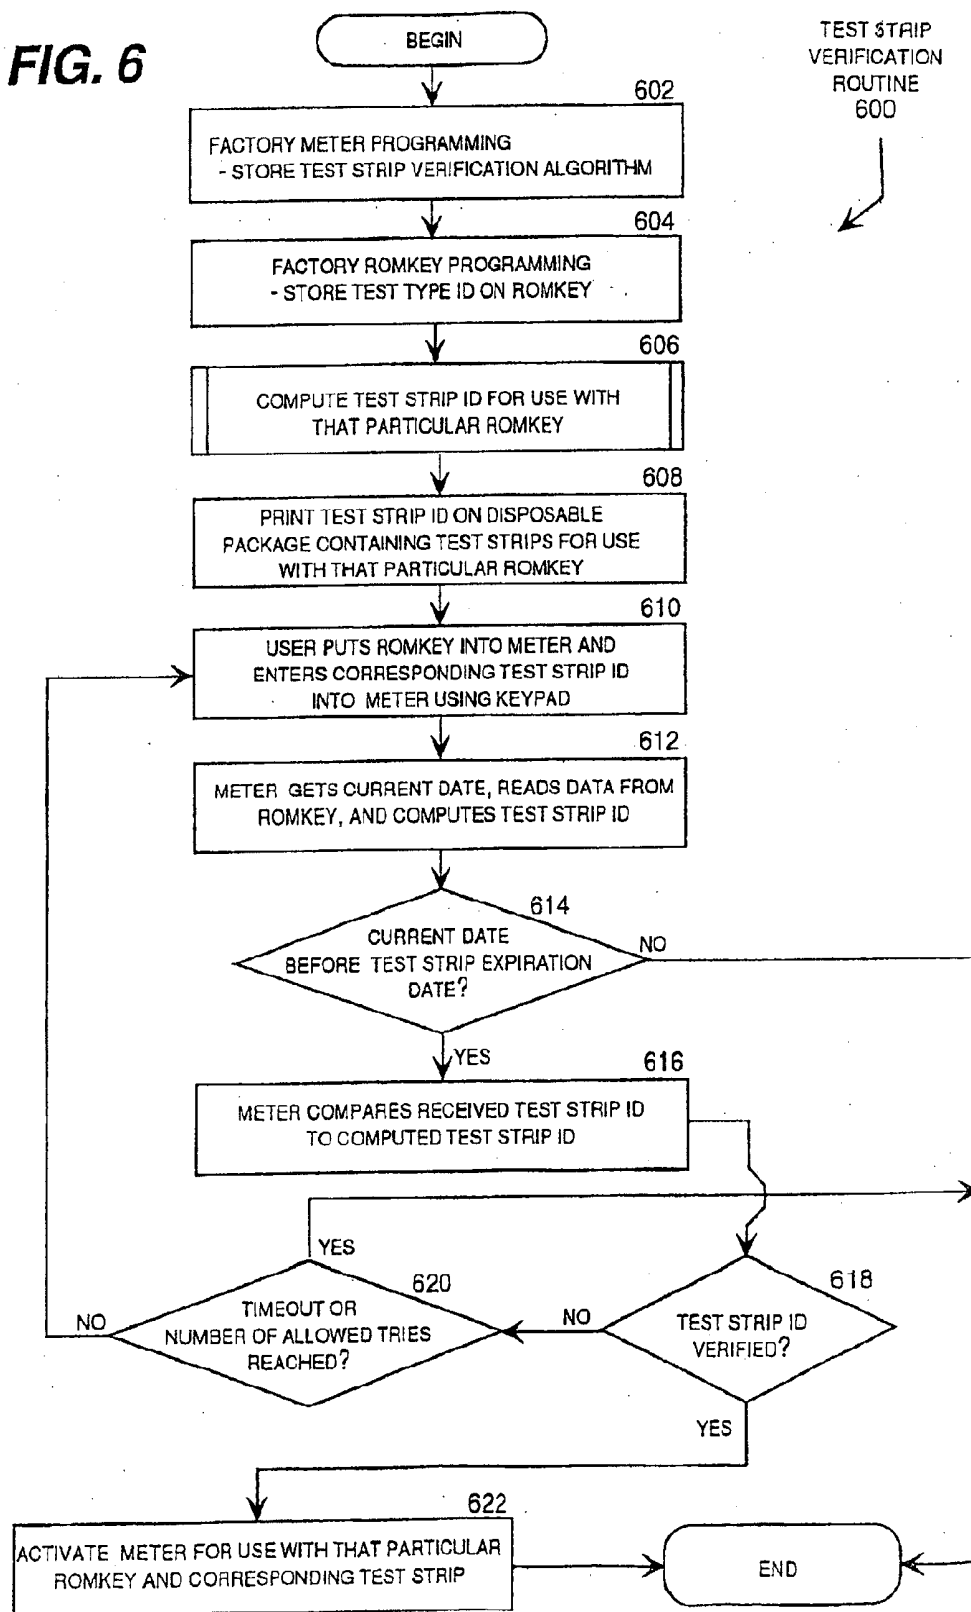 FIG. 6
BEGIN
TEST STRIP
VERIFICATION
ROUTINE
600
602
FACTORY METER PROGRAMMING
- STORE TEST STRIP VERIFICATION ALGORITHM
604
FACTORY ROMKEY PROGRAMMING
- STORE TEST TYPE ID ON ROMKEY
606
COMPUTE TEST STRIP ID FOR USE WITH
THAT PARTICULAR ROMKEY
608
PRINT TEST STRIP ID ON DISPOSABLE
PACKAGE CONTAINING TEST STRIPS FOR USE
WITH THAT PARTICULAR ROMKEY
610
USER PUTS ROMKEY INTO METER AND
ENTERS CORRESPONDING TEST STRIP ID
INTO METER USING KEYPAD
612
METER GETS CURRENT DATE, READS DATA FROM
ROMKEY, AND COMPUTES TEST STRIP ID
614
CURRENT DATE
BEFORE TEST STRIP EXPIRATION
DATE?
NO
YES
616
METER COMPARES RECEIVED TEST STRIP ID
TO COMPUTED TEST STRIP ID
YES
620
TIMEOUT OR
NUMBER OF ALLOWED TRIES
REACHED?
NO
NO
618
TEST STRIP ID
VERIFIED?
YES
622
ACTIVATE METER FOR USE WITH THAT PARTICULAR
ROMKEY AND CORRESPONDING TEST STRIP
END